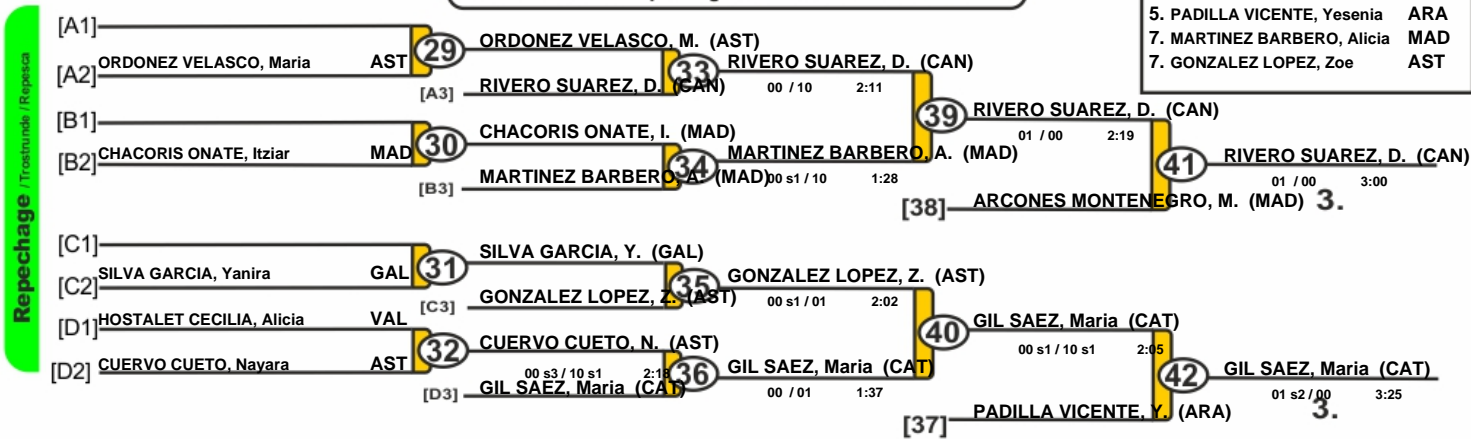 5. PADILLA VICENTE, Yesenia ARA
7. MARTINEZ BARBERO, Alicia MAD
7. GONZALEZ LOPEZ, Zoe AST
Repechage / Trostrunde / Repesca
[A1]
[A2] ORDONEZ VELASCO, Maria AST
29
ORDONEZ VELASCO, M. (AST)
[A3] RIVERO SUAREZ, D. (CAN)
33
RIVERO SUAREZ, D. (CAN)
00 / 10 2:11
[B1]
[B2] CHACORIS ONATE, Itziar MAD
30
CHACORIS ONATE, I. (MAD)
[B3] MARTINEZ BARBERO, A. (MAD)
34
MARTINEZ BARBERO, A. (MAD)
00 s1 / 10 1:28
39
RIVERO SUAREZ, D. (CAN)
01 / 00 2:19
[38] ARCONES MONTENEGRO, M. (MAD)
41
RIVERO SUAREZ, D. (CAN)
01 / 00 3:00
3.
[C1]
[C2] SILVA GARCIA, Yanira GAL
31
SILVA GARCIA, Y. (GAL)
[C3] GONZALEZ LOPEZ, Z. (AST)
35
GONZALEZ LOPEZ, Z. (AST)
00 s1 / 01 2:02
[D1] HOSTALET CECILIA, Alicia VAL
[D2] CUERVO CUETO, Nayara AST
32
CUERVO CUETO, N. (AST)
00 s3 / 10 s1 2:18
[D3] GIL SAEZ, Maria (CAT)
36
GIL SAEZ, Maria (CAT)
00 / 01 1:37
40
GIL SAEZ, Maria (CAT)
00 s1 / 10 s1 2:05
[37] PADILLA VICENTE, Y. (ARA)
42
GIL SAEZ, Maria (CAT)
01 s2 / 00 3:25
3.